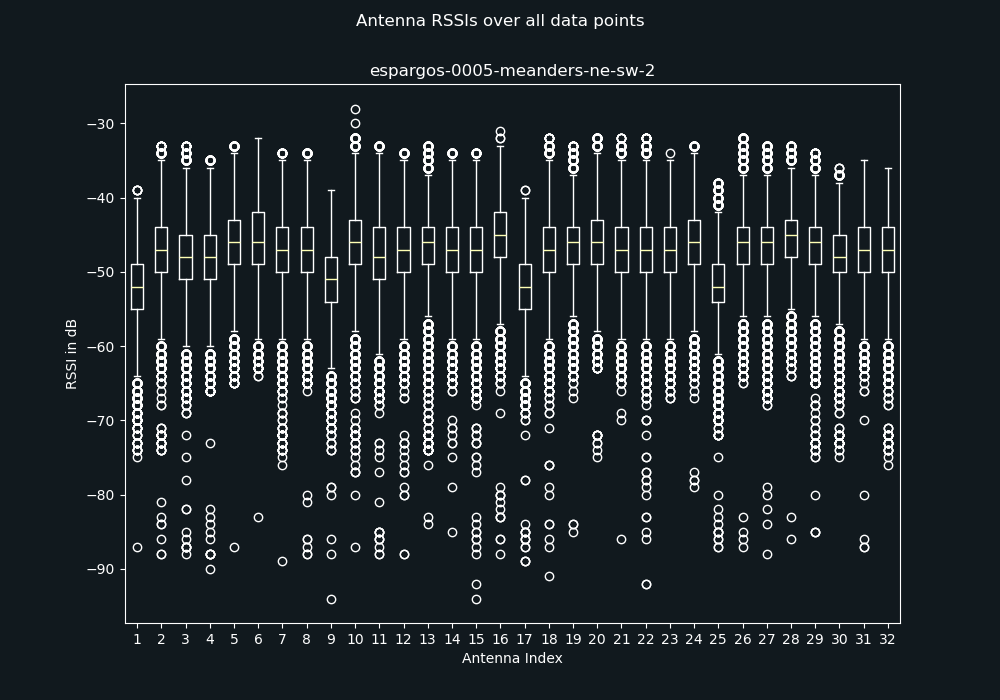 Antenna RSSIs over all data points
espargos-0005-meanders-ne-sw-2
RSSI in dB
−30
−40
−50
−60
−70
−80
−90
1 2 3 4 5 6 7 8 9 10 11 12 13 14 15 16 17 18 19 20 21 22 23 24 25 26 27 28 29 30 31 32
Antenna Index